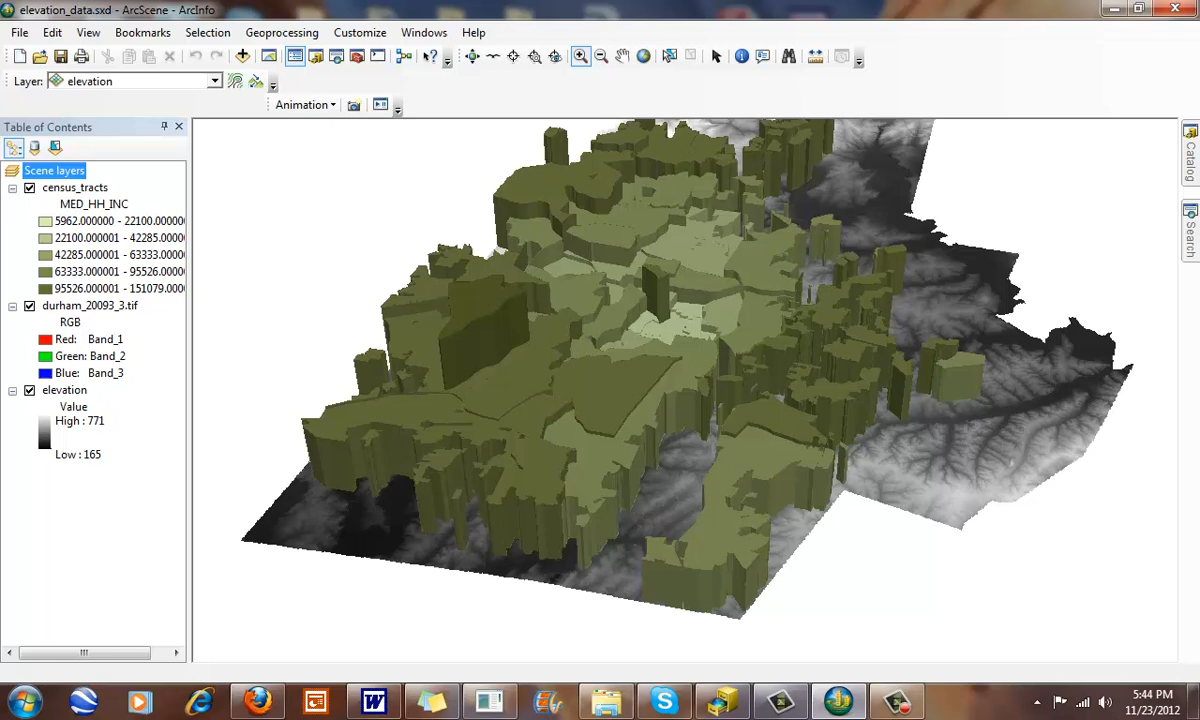 elevation_data.sxd - ArcScene - ArcInfo
File Edit View Bookmarks Selection Geoprocessing Customize Windows Help
Layer: elevation
Animation
Table of Contents
Scene layers
census_tracts
MED_HH_INC
5962.000000 - 22100.0000
22100.000001 - 42285.000
42285.000001 - 63333.000
63333.000001 - 95526.000
95526.000001 - 151079.000
durham_20093_3.tif
RGB
Red: Band_1
Green: Band_2
Blue: Band_3
elevation
Value
High : 771
Low : 165
Catalog
Search
5:44 PM
11/23/2012